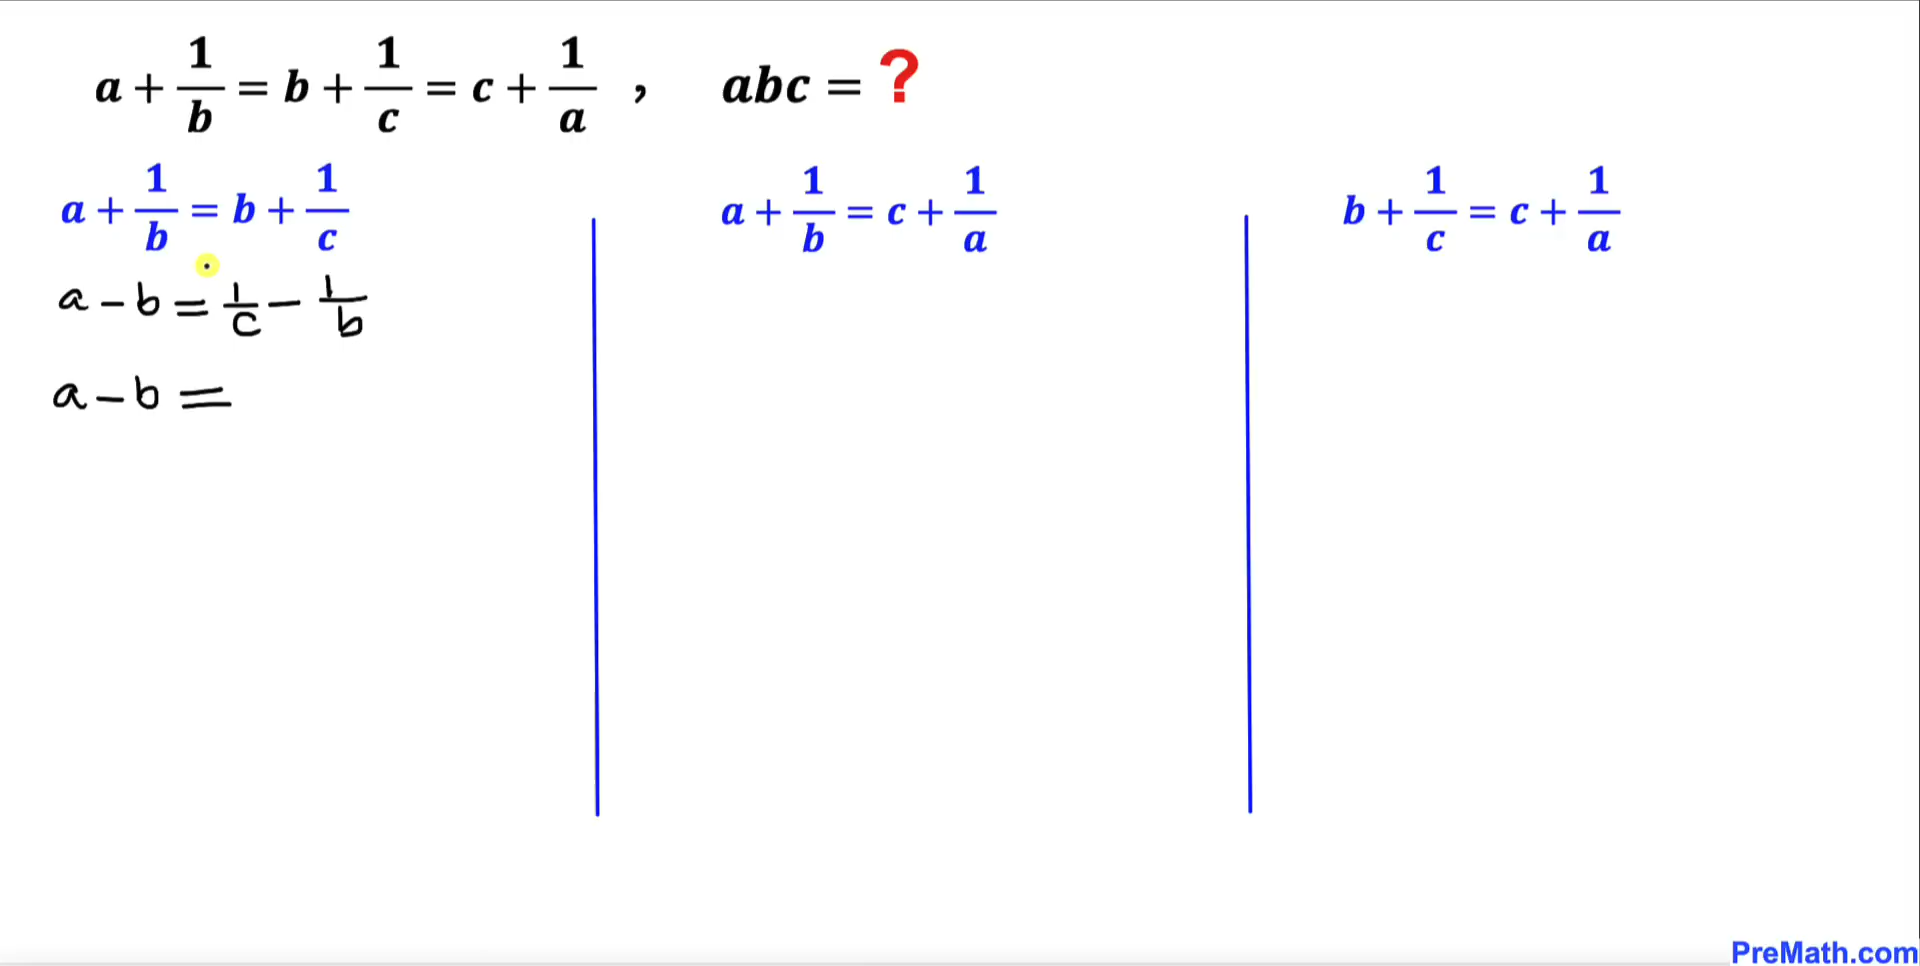 a + 1/b = b + 1/c = c + 1/a , abc = ?
a + 1/b = b + 1/c
a + 1/b = c + 1/a
b + 1/c = c + 1/a
a - b = 1/c - 1/b
a - b =
PreMath.com